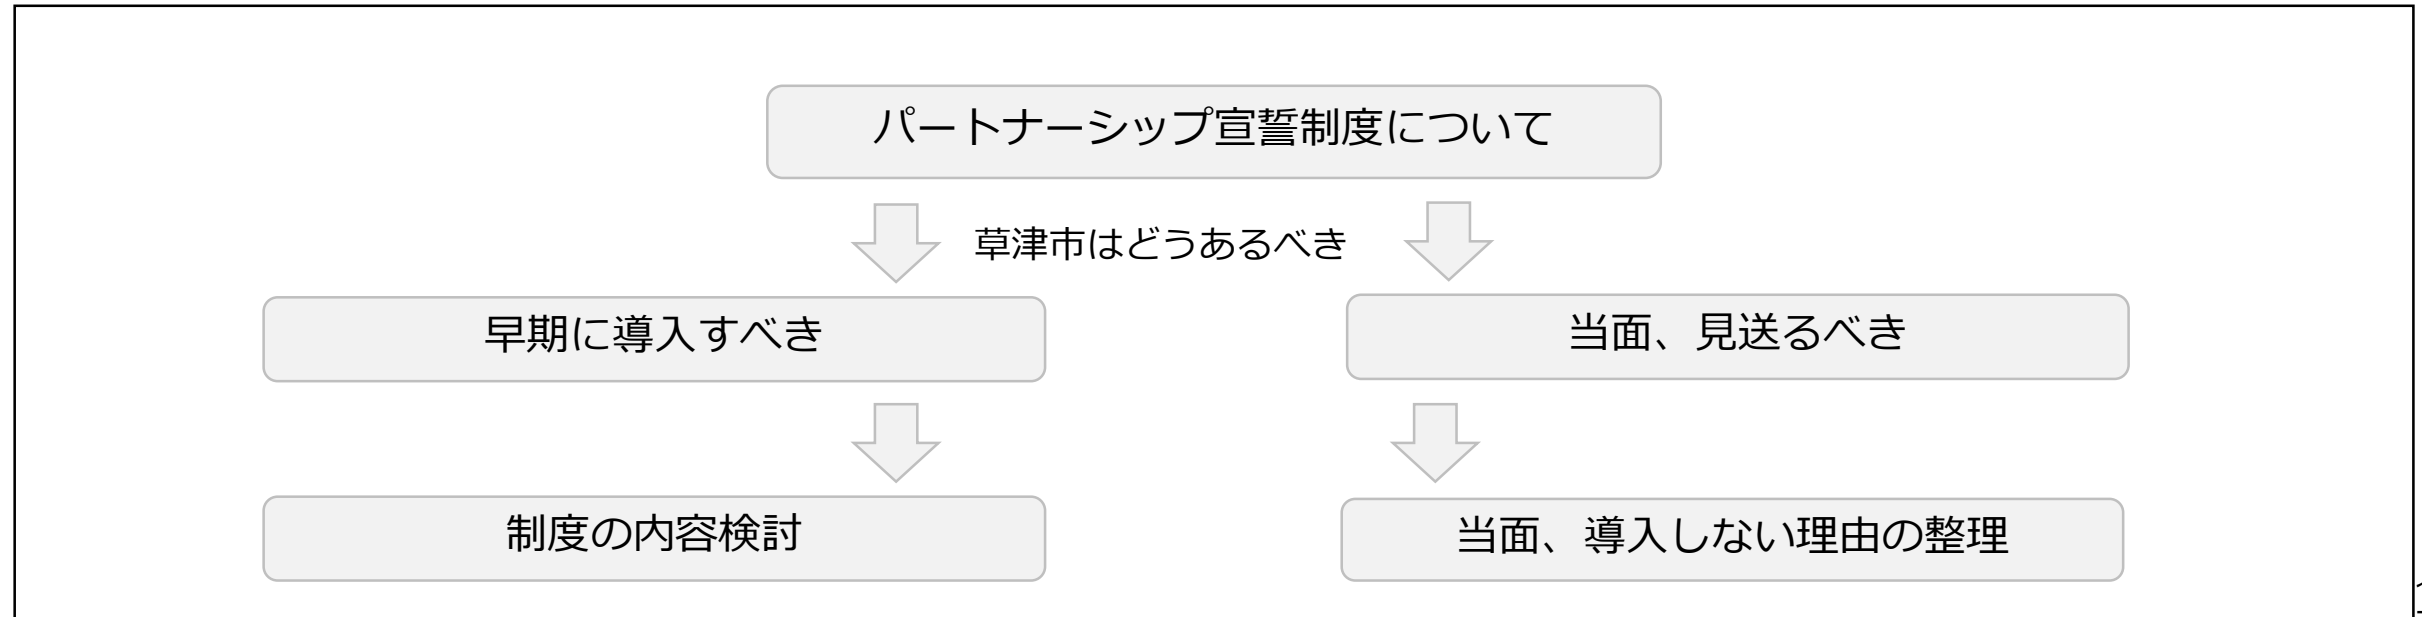 パートナーシップ宣誓制度について
草津市はどうあるべき
早期に導入すべき
当面、見送るべき
制度の内容検討
当面、導入しない理由の整理